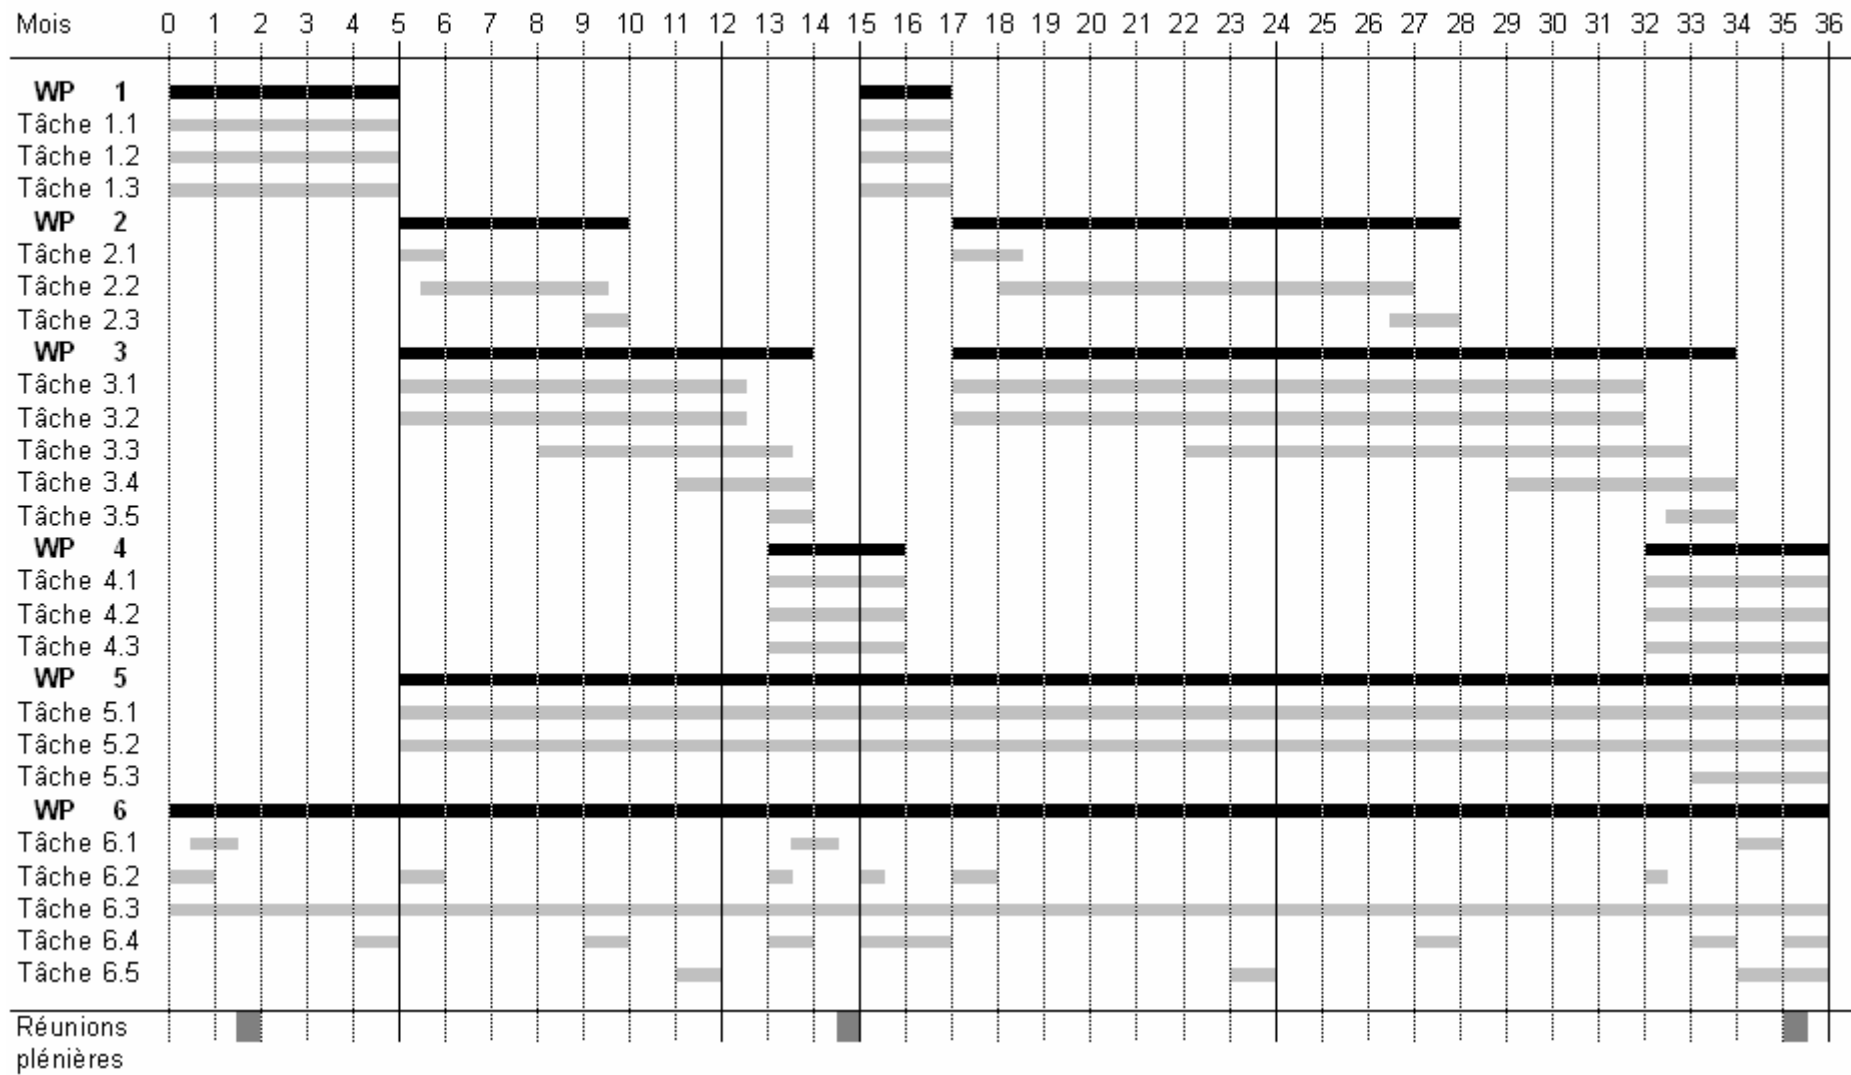 Mois 0 1 2 3 4 5 6 7 8 9 10 11 12 13 14 15 16 17 18 19 20 21 22 23 24 25 26 27 28 29 30 31 32 33 34 35 36
WP 1
Tâche 1.1
Tâche 1.2
Tâche 1.3
WP 2
Tâche 2.1
Tâche 2.2
Tâche 2.3
WP 3
Tâche 3.1
Tâche 3.2
Tâche 3.3
Tâche 3.4
Tâche 3.5
WP 4
Tâche 4.1
Tâche 4.2
Tâche 4.3
WP 5
Tâche 5.1
Tâche 5.2
Tâche 5.3
WP 6
Tâche 6.1
Tâche 6.2
Tâche 6.3
Tâche 6.4
Tâche 6.5
Réunions
plénières